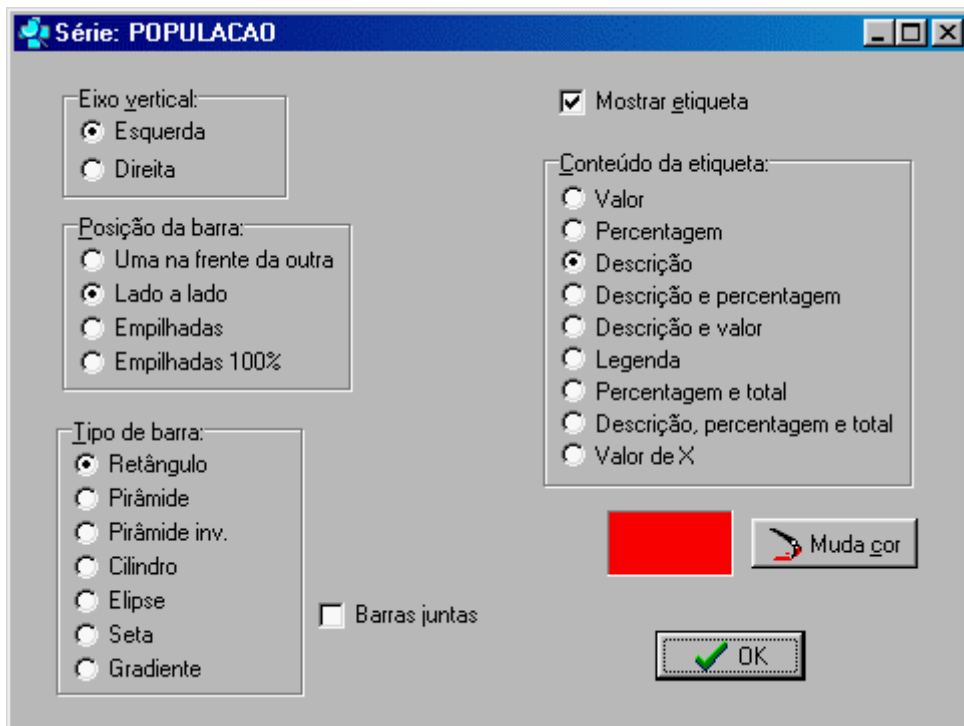 Série: POPULACAO
Eixo vertical:
Esquerda
Direita
Posição da barra:
Uma na frente da outra
Lado a lado
Empilhadas
Empilhadas 100%
Tipo de barra:
Retângulo
Pirâmide
Pirâmide inv.
Cilindro
Elipse
Seta
Gradiente
Barras juntas
Mostrar etiqueta
Conteúdo da etiqueta:
Valor
Percentagem
Descrição
Descrição e percentagem
Descrição e valor
Legenda
Percentagem e total
Descrição, percentagem e total
Valor de X
Muda cor
OK